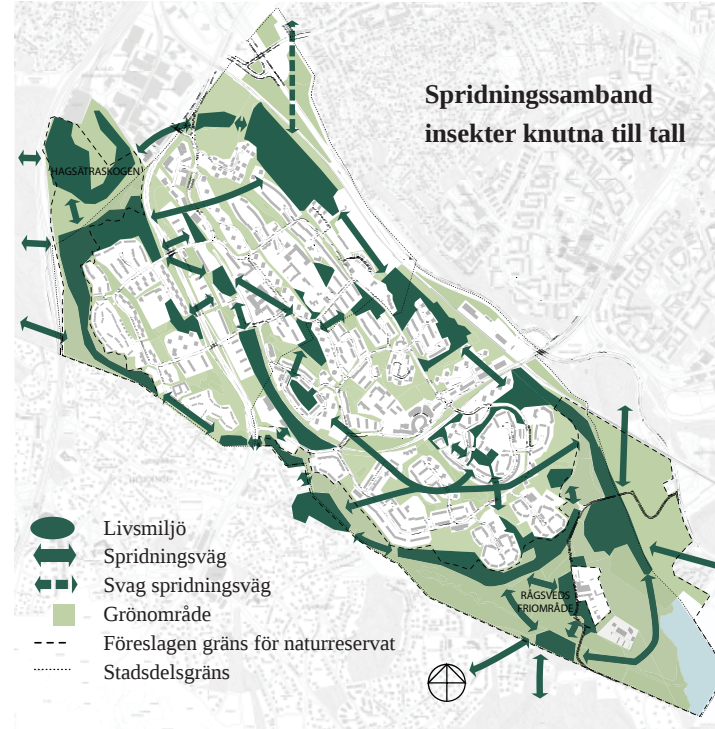 Spridningssamband
insekter knutna till tall
HAGSÄTRASKOGEN
RÅGSVEDS
FRIOMRÅDE
Livsmiljö
Spridningsväg
Svag spridningsväg
Grönområde
Föreslagen gräns för naturreservat
Stadsdelsgräns